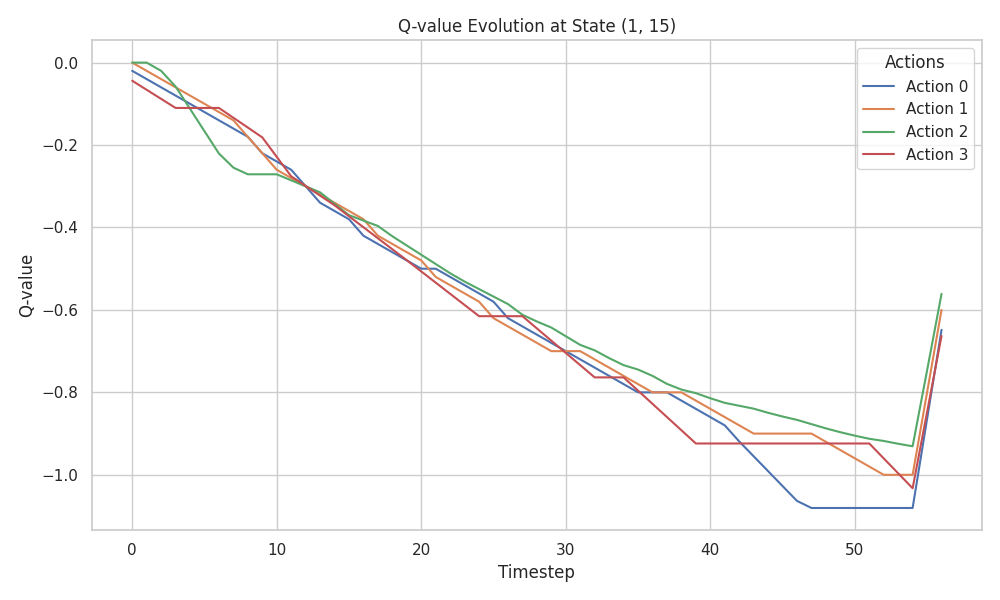 Q-value Evolution at State (1, 15)
Actions
Action 0
Action 1
Action 2
Action 3
Q-value
0.0
−0.2
−0.4
−0.6
−0.8
−1.0
0 10 20 30 40 50
Timestep